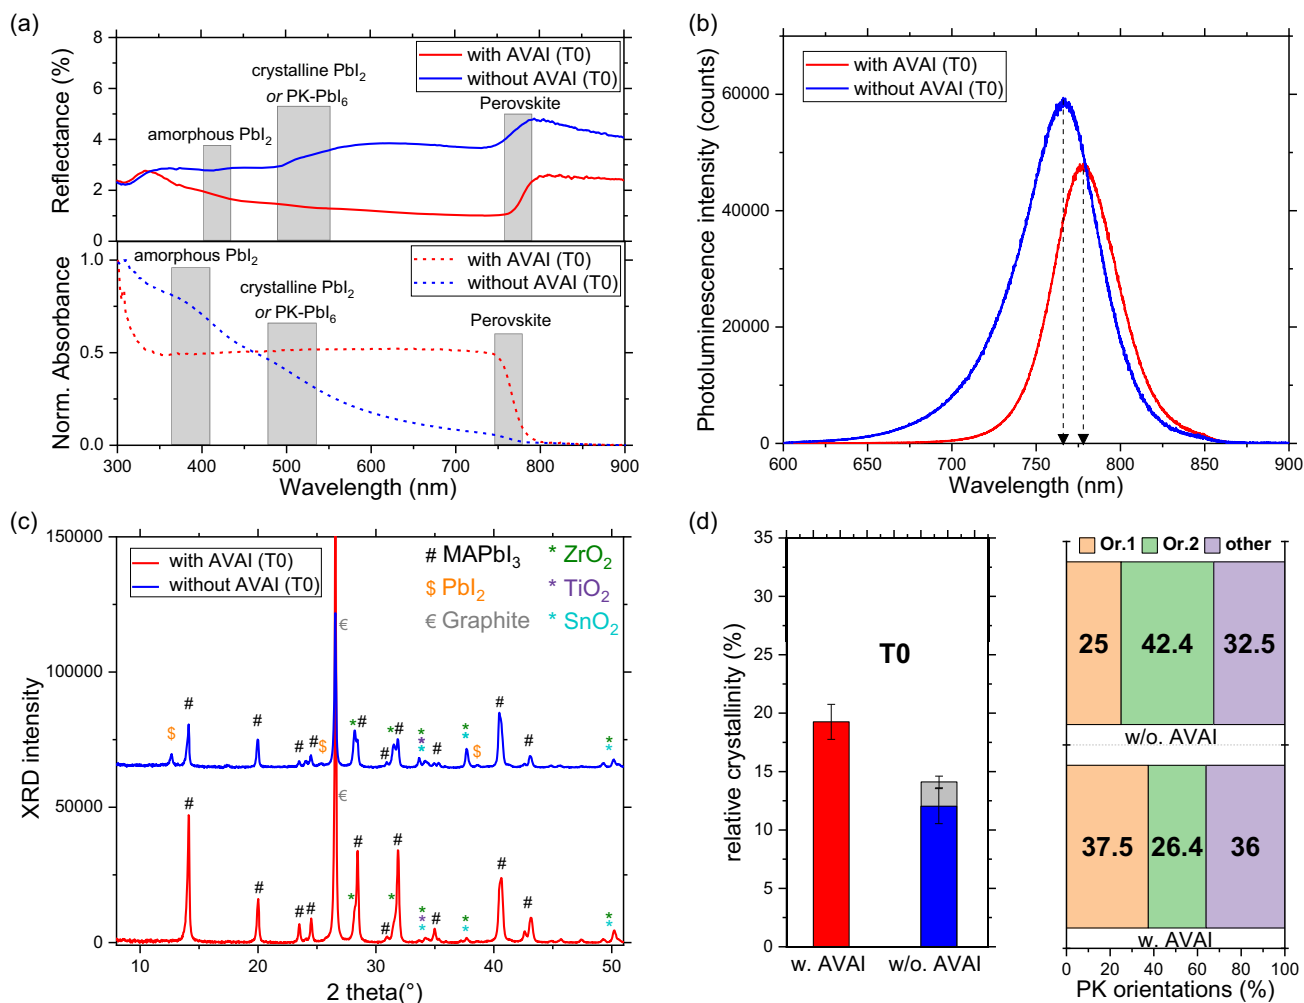 (a)
8
6
4
2
0
Reflectance (%)
with AVAI (T0)
without AVAI (T0)
crystalline PbI₂
or PK-PbI₆
amorphous PbI₂
Perovskite
1.0
0.5
0.0
Norm. Absorbance
amorphous PbI₂
crystalline PbI₂
or PK-PbI₆
with AVAI (T0)
without AVAI (T0)
Perovskite
300 400 500 600 700 800 900
Wavelength (nm)
(b)
60000
40000
20000
0
Photoluminescence intensity (counts)
with AVAI (T0)
without AVAI (T0)
600 650 700 750 800 850 900
Wavelength (nm)
(c)
150000
100000
50000
0
XRD intensity
with AVAI (T0)
without AVAI (T0)
# MAPbI₃
$ PbI₂
€ Graphite
* ZrO₂
* TiO₂
* SnO₂
$ # # # # $ € * # * # * * * # # * * # $ # * *
# # # # € * # * # # * * * # * * # # * *
10 20 30 40 50
2 theta(°)
(d)
35
30
25
20
15
10
5
0
relative crystallinity (%)
T0
w. AVAI w/o. AVAI
Or.1 Or.2 other
25 42.4 32.5
w/o. AVAI
37.5 26.4 36
w. AVAI
0 20 40 60 80 100
PK orientations (%)